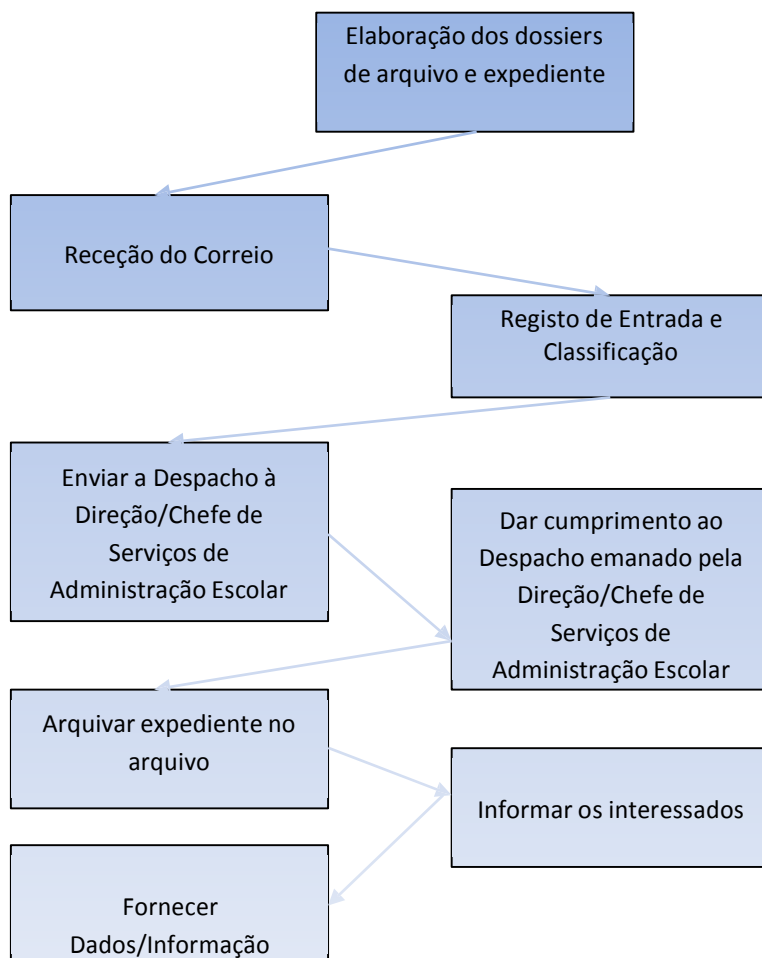 Elaboração dos dossiers
de arquivo e expediente
Receção do Correio
Registo de Entrada e
Classificação
Enviar a Despacho à
Direção/Chefe de
Serviços de
Administração Escolar
Dar cumprimento ao
Despacho emanado pela
Direção/Chefe de
Serviços de
Administração Escolar
Arquivar expediente no
arquivo
Informar os interessados
Fornecer
Dados/Informação